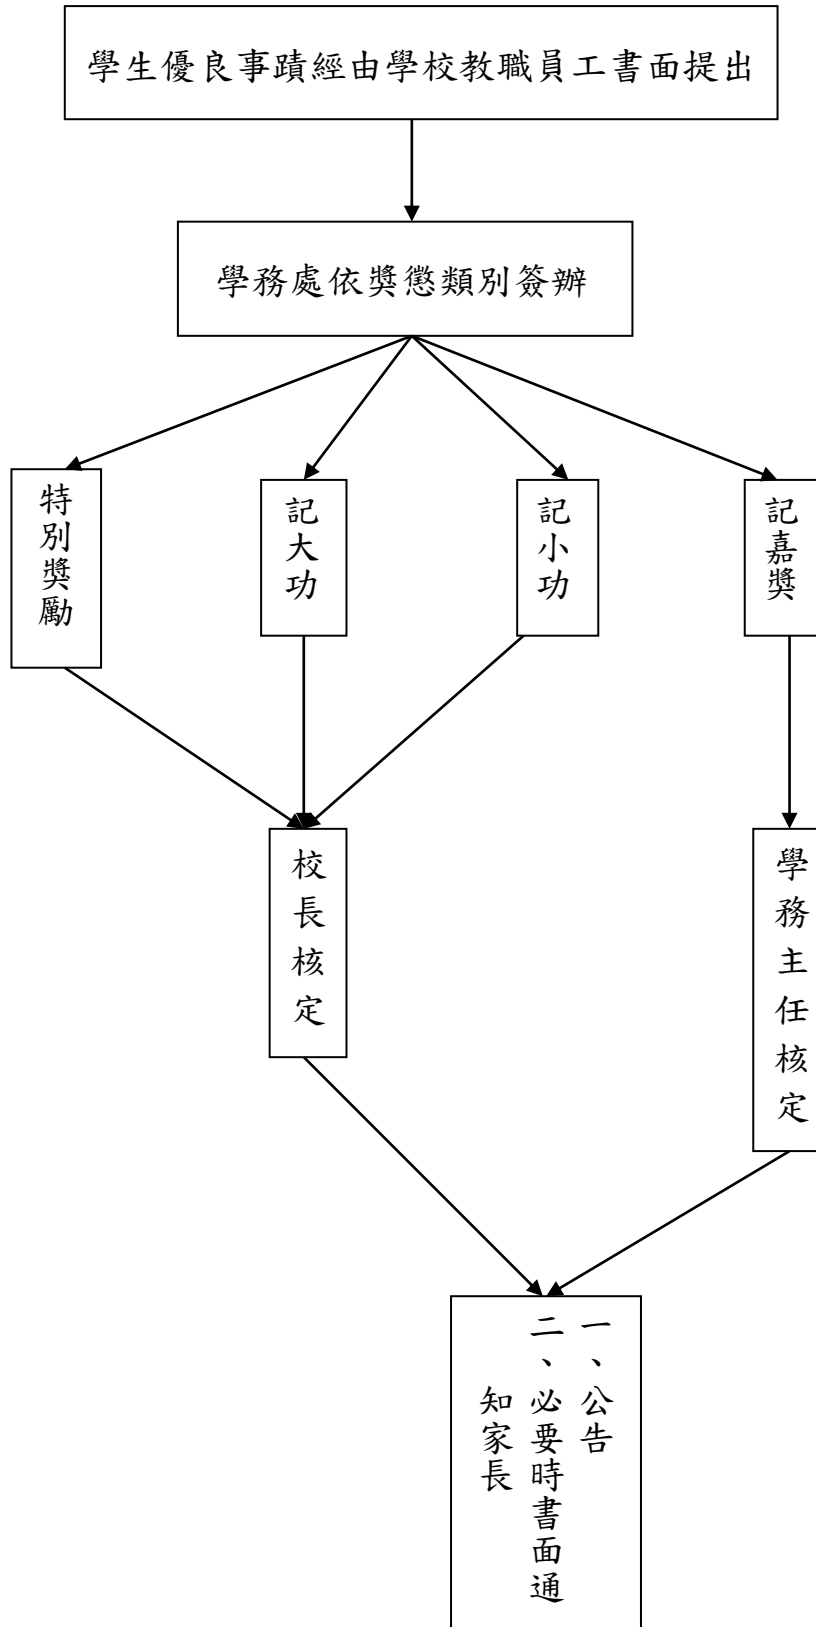 學生優良事蹟經由學校教職員工書面提出
學務處依獎懲類別簽辦
特別獎勵
記大功
記小功
記嘉獎
校長核定
學務主任核定
一、公告
二、必要時書面通
知家長